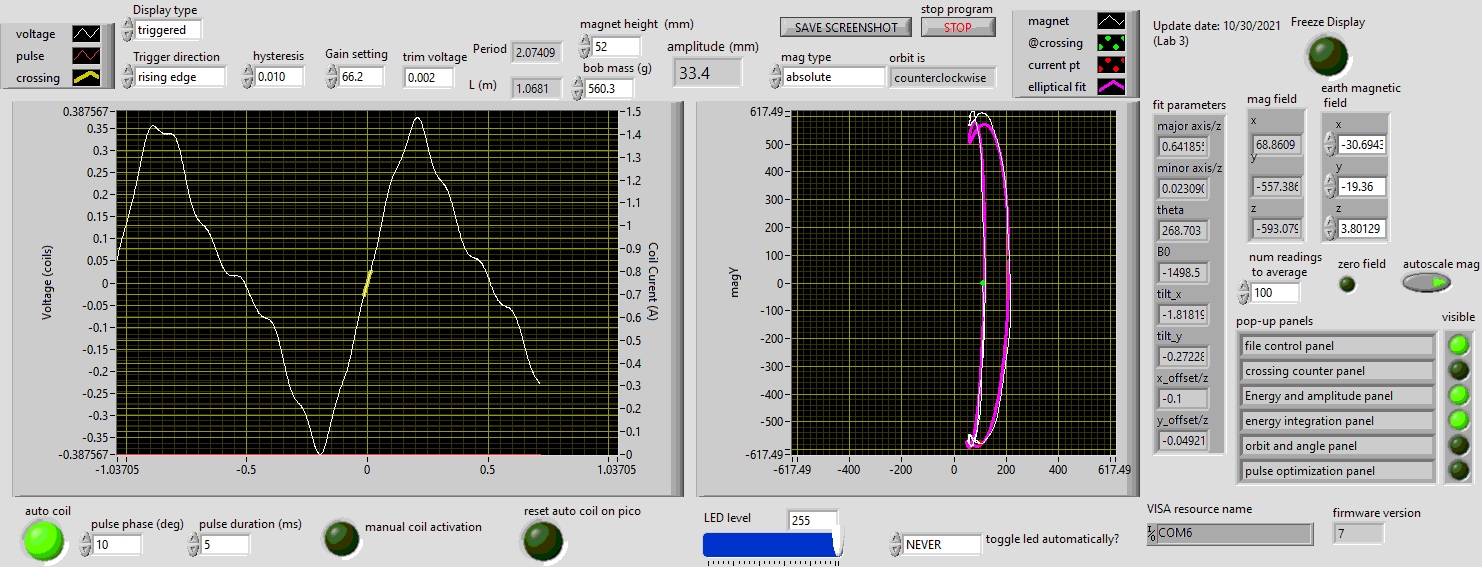 voltage
pulse
crossing
Display type
triggered
Trigger direction
rising edge
hysteresis
0.010
Gain setting
66.2
trim voltage
0.002
Period
2.07409
L (m)
1.0681
magnet height (mm)
52
bob mass (g)
560.3
amplitude (mm)
33.4
SAVE SCREENSHOT
stop program
STOP
mag type
absolute
orbit is
counterclockwise
magnet
@crossing
current pt
elliptical fit
Update date: 10/30/2021
(Lab 3)
Freeze Display
Voltage (coils)
0.387567
0.35
0.3
0.25
0.2
0.15
0.1
0.05
0
-0.05
-0.1
-0.15
-0.2
-0.25
-0.3
-0.35
-0.387567
-1.03705
-0.5
0
0.5
1.03705
1.5
1.4
1.3
1.2
1.1
1
0.9
0.8
0.7
0.6
0.5
0.4
0.3
0.2
0.1
0
Coil Curent (A)
magy
617.49
500
400
300
200
100
0
-100
-200
-300
-400
-500
-617.49
-617.49
-400
-200
0
200
400
617.49
fit parameters
major axis/z
0.64185
minor axis/z
0.02309
theta
268.703
B0
-1498.5
tilt_x
-1.81819
tilt_y
-0.2722
x_offset/z
-0.1
y_offset/z
-0.04921
mag field
x
68.8609
y
-557.38
z
-593.07
earth magnetic
field
x
-30.694
y
-19.36
z
3.80129
num readings
to average
100
zero field
autoscale mag
pop-up panels
visible
file control panel
crossing counter panel
Energy and amplitude panel
energy integration panel
orbit and angle panel
pulse optimization panel
auto coil
pulse phase (deg)
10
pulse duration (ms)
5
manual coil activation
reset auto coil on pico
LED level
255
NEVER
toggle led automatically?
VISA resource name
COM6
firmware version
7